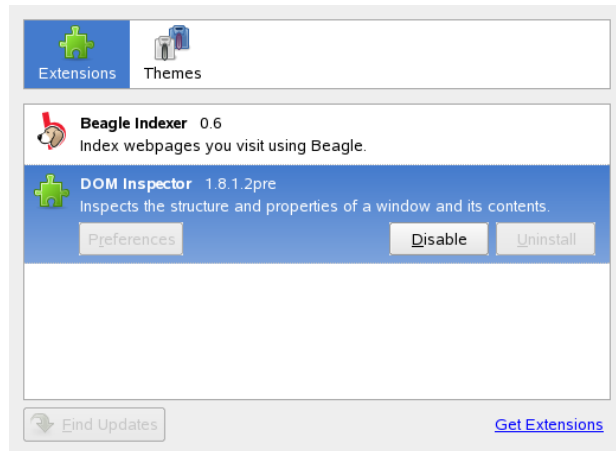 Extensions Themes
Beagle Indexer 0.6
Index webpages you visit using Beagle.
DOM Inspector 1.8.1.2pre
Inspects the structure and properties of a window and its contents.
Preferences Disable Uninstall
Find Updates Get Extensions